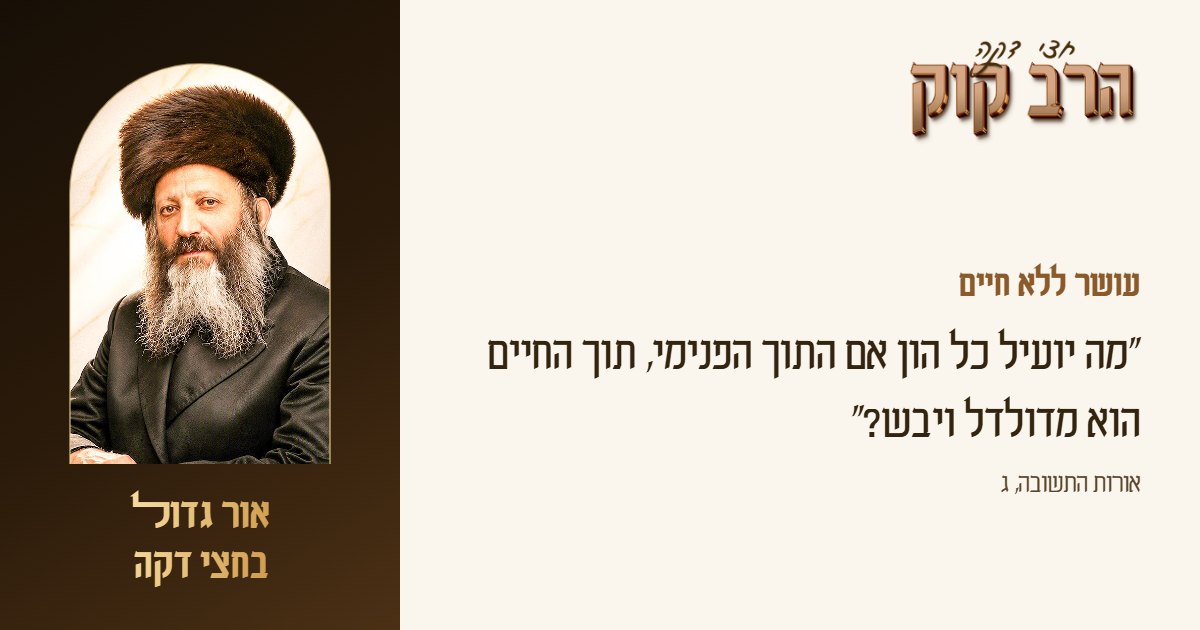 חצי דקה
הרב קוק
עושר ללא חיים
"מה יועיל כל הון אם התוך הפנימי, תוך החיים
הוא מדולדל ויבש?"
אורות התשובה, ג
אור גדול
בחצי דקה